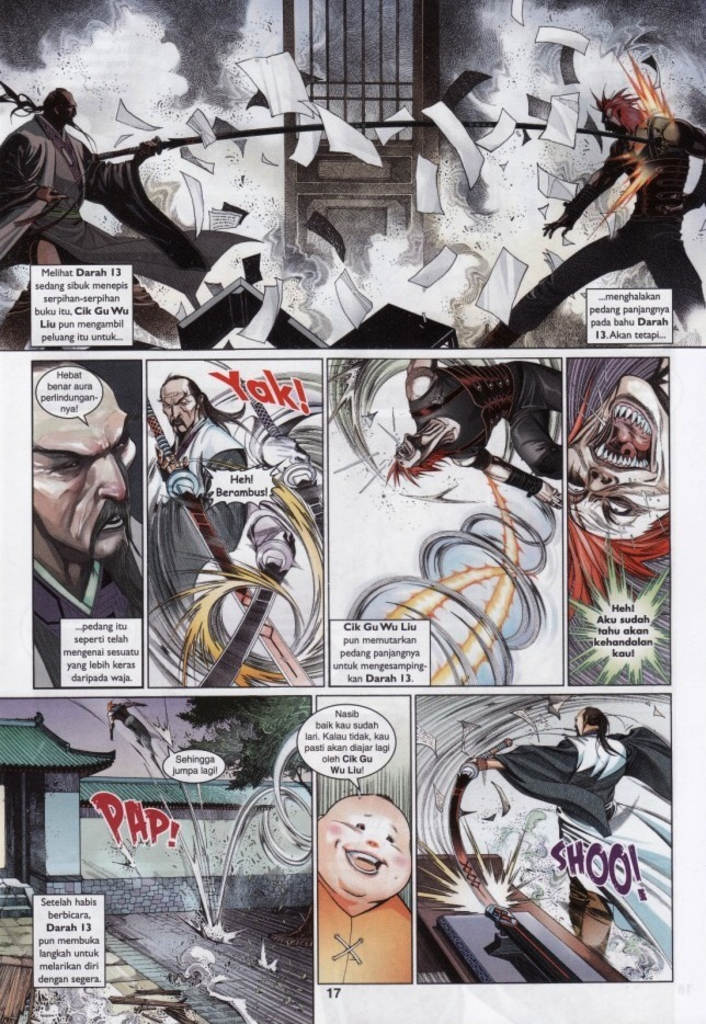 Melihat Darah 13
sedang sibuk menepis
serpihan-serpihan
buku itu, Cik Gu Wu
Liu pun mengambil
peluang itu untuk...
...menghalakan
pedang panjangnya
pada bahu Darah
13. Akan tetapi...
Hebat
benar aura
perlindungan-
nya!
...pedang itu
seperti telah
mengenai sesuatu
yang lebih keras
daripada waja.
Yak!
Heh!
Berambus!
Cik Gu Wu Liu
pun memutarkan
pedang panjangnya
untuk mengesamping-
kan Darah 13.
Heh!
Aku sudah
tahu akan
kehandalan
kau!
Sehingga
jumpa lagi!
PAP!
Setelah habis
berbicara,
Darah 13
pun membuka
langkah untuk
melarikan diri
dengan segera.
Nasib
baik kau sudah
lari. Kalau tidak, kau
pasti akan diajar lagi
oleh Cik Gu
Wu Liu!
SHOO!
17